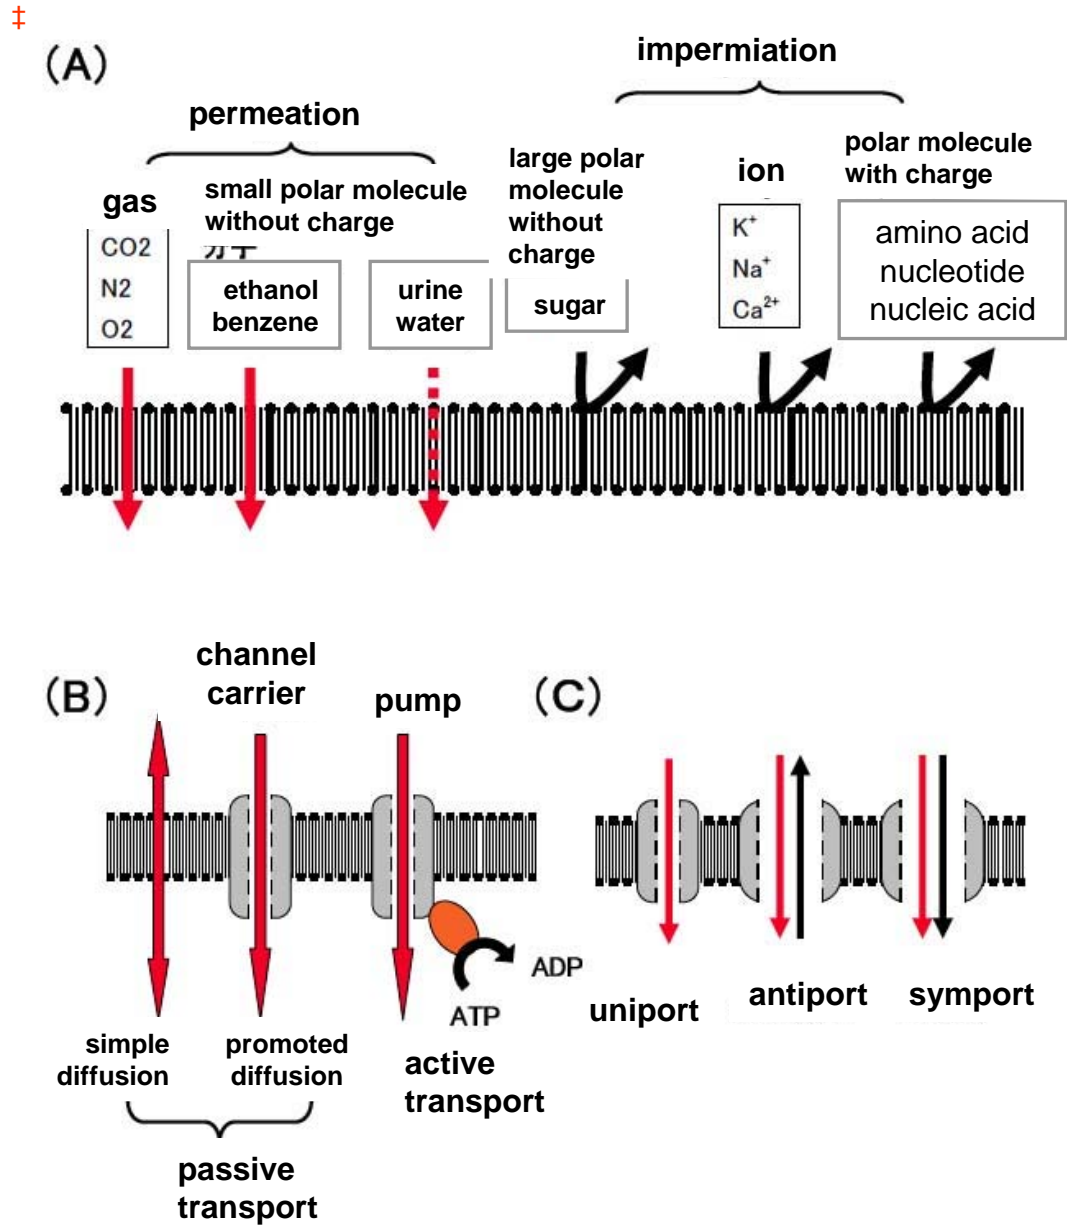 ‡
(A)
impermiation
permeation
gas
CO2
N2
O2
small polar molecule
without charge
ethanol
benzene
urine
water
large polar
molecule
without
charge
sugar
ion
K⁺
Na⁺
Ca²⁺
polar molecule
with charge
amino acid
nucleotide
nucleic acid
(B)
channel
carrier
pump
ADP
ATP
simple
diffusion
promoted
diffusion
active
transport
passive
transport
(C)
uniport
antiport
symport